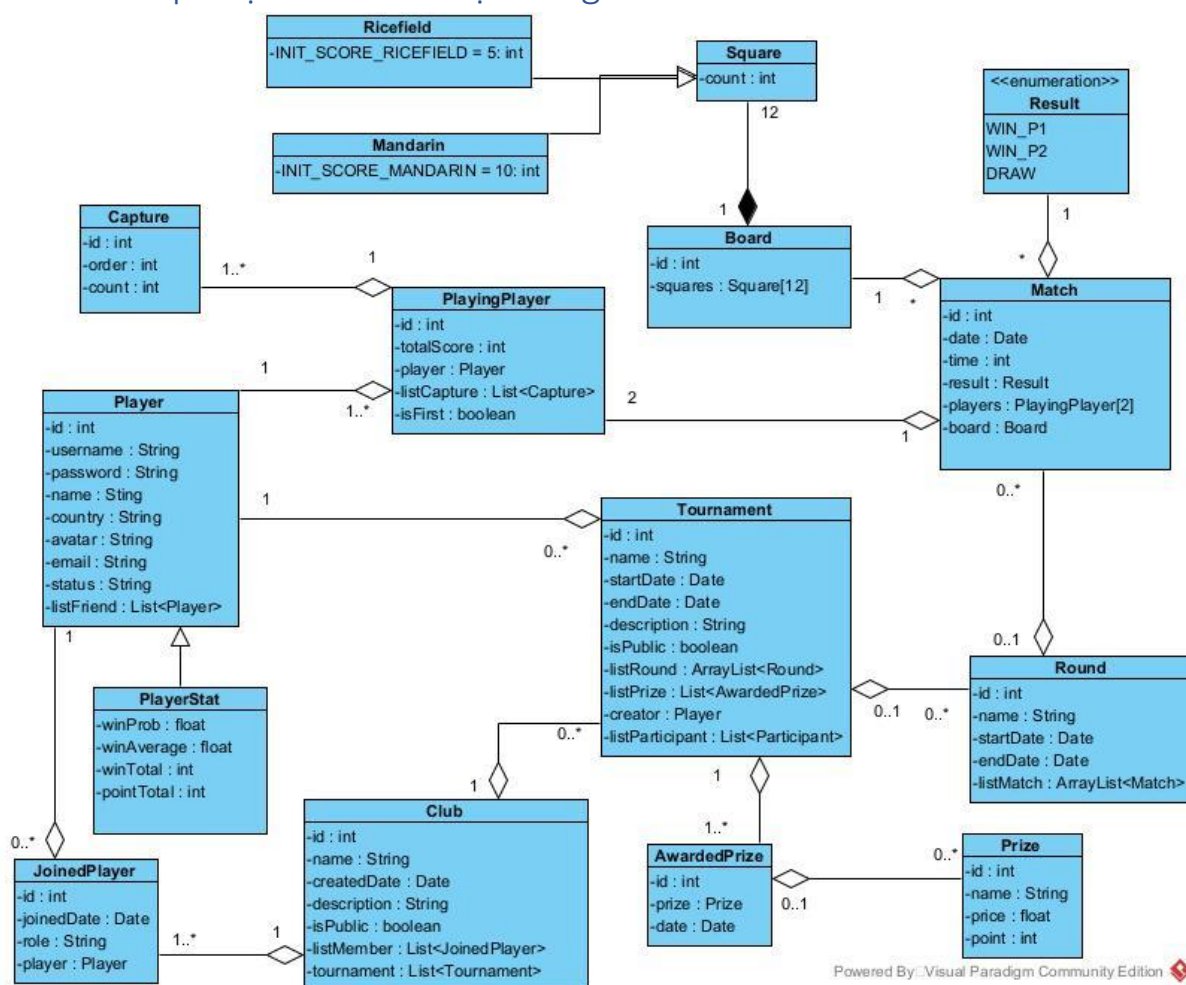 Ricefield
-INIT_SCORE_RICEFIELD = 5: int
Square
-count : int
12
<<enumeration>>
Result
WIN_P1
WIN_P2
DRAW
1
Mandarin
-INIT_SCORE_MANDARIN = 10: int
Capture
-id : int
-order : int
-count : int
1..*
1
1
Board
-id : int
-squares : Square[12]
1
*
*
Match
-id : int
-date : Date
-time : int
-result : Result
-players : PlayingPlayer[2]
-board : Board
PlayingPlayer
-id : int
-totalScore : int
-player : Player
-listCapture : List<Capture>
-isFirst : boolean
1
1..*
2
1
Player
-id : int
-username : String
-password : String
-name : Sting
-country : String
-avatar : String
-email : String
-status : String
-listFriend : List<Player>
1
0..*
0..*
0..1
1
Tournament
-id : int
-name : String
-startDate : Date
-endDate : Date
-description : String
-isPublic : boolean
-listRound : ArrayList<Round>
-listPrize : List<AwardedPrize>
-creator : Player
-listParticipant : List<Participant>
0..1
0..*
Round
-id : int
-name : String
-startDate : Date
-endDate : Date
-listMatch : ArrayList<Match>
PlayerStat
-winProb : float
-winAverage : float
-winTotal : int
-pointTotal : int
0..*
1
1
1..*
Club
-id : int
-name : String
-createdDate : Date
-description : String
-isPublic : boolean
-listMember : List<JoinedPlayer>
-tournament : List<Tournament>
0..*
JoinedPlayer
-id : int
-joinedDate : Date
-role : String
-player : Player
1..*
1
AwardedPrize
-id : int
-prize : Prize
-date : Date
0..1
0..*
Prize
-id : int
-name : String
-price : float
-point : int
Powered By Visual Paradigm Community Edition